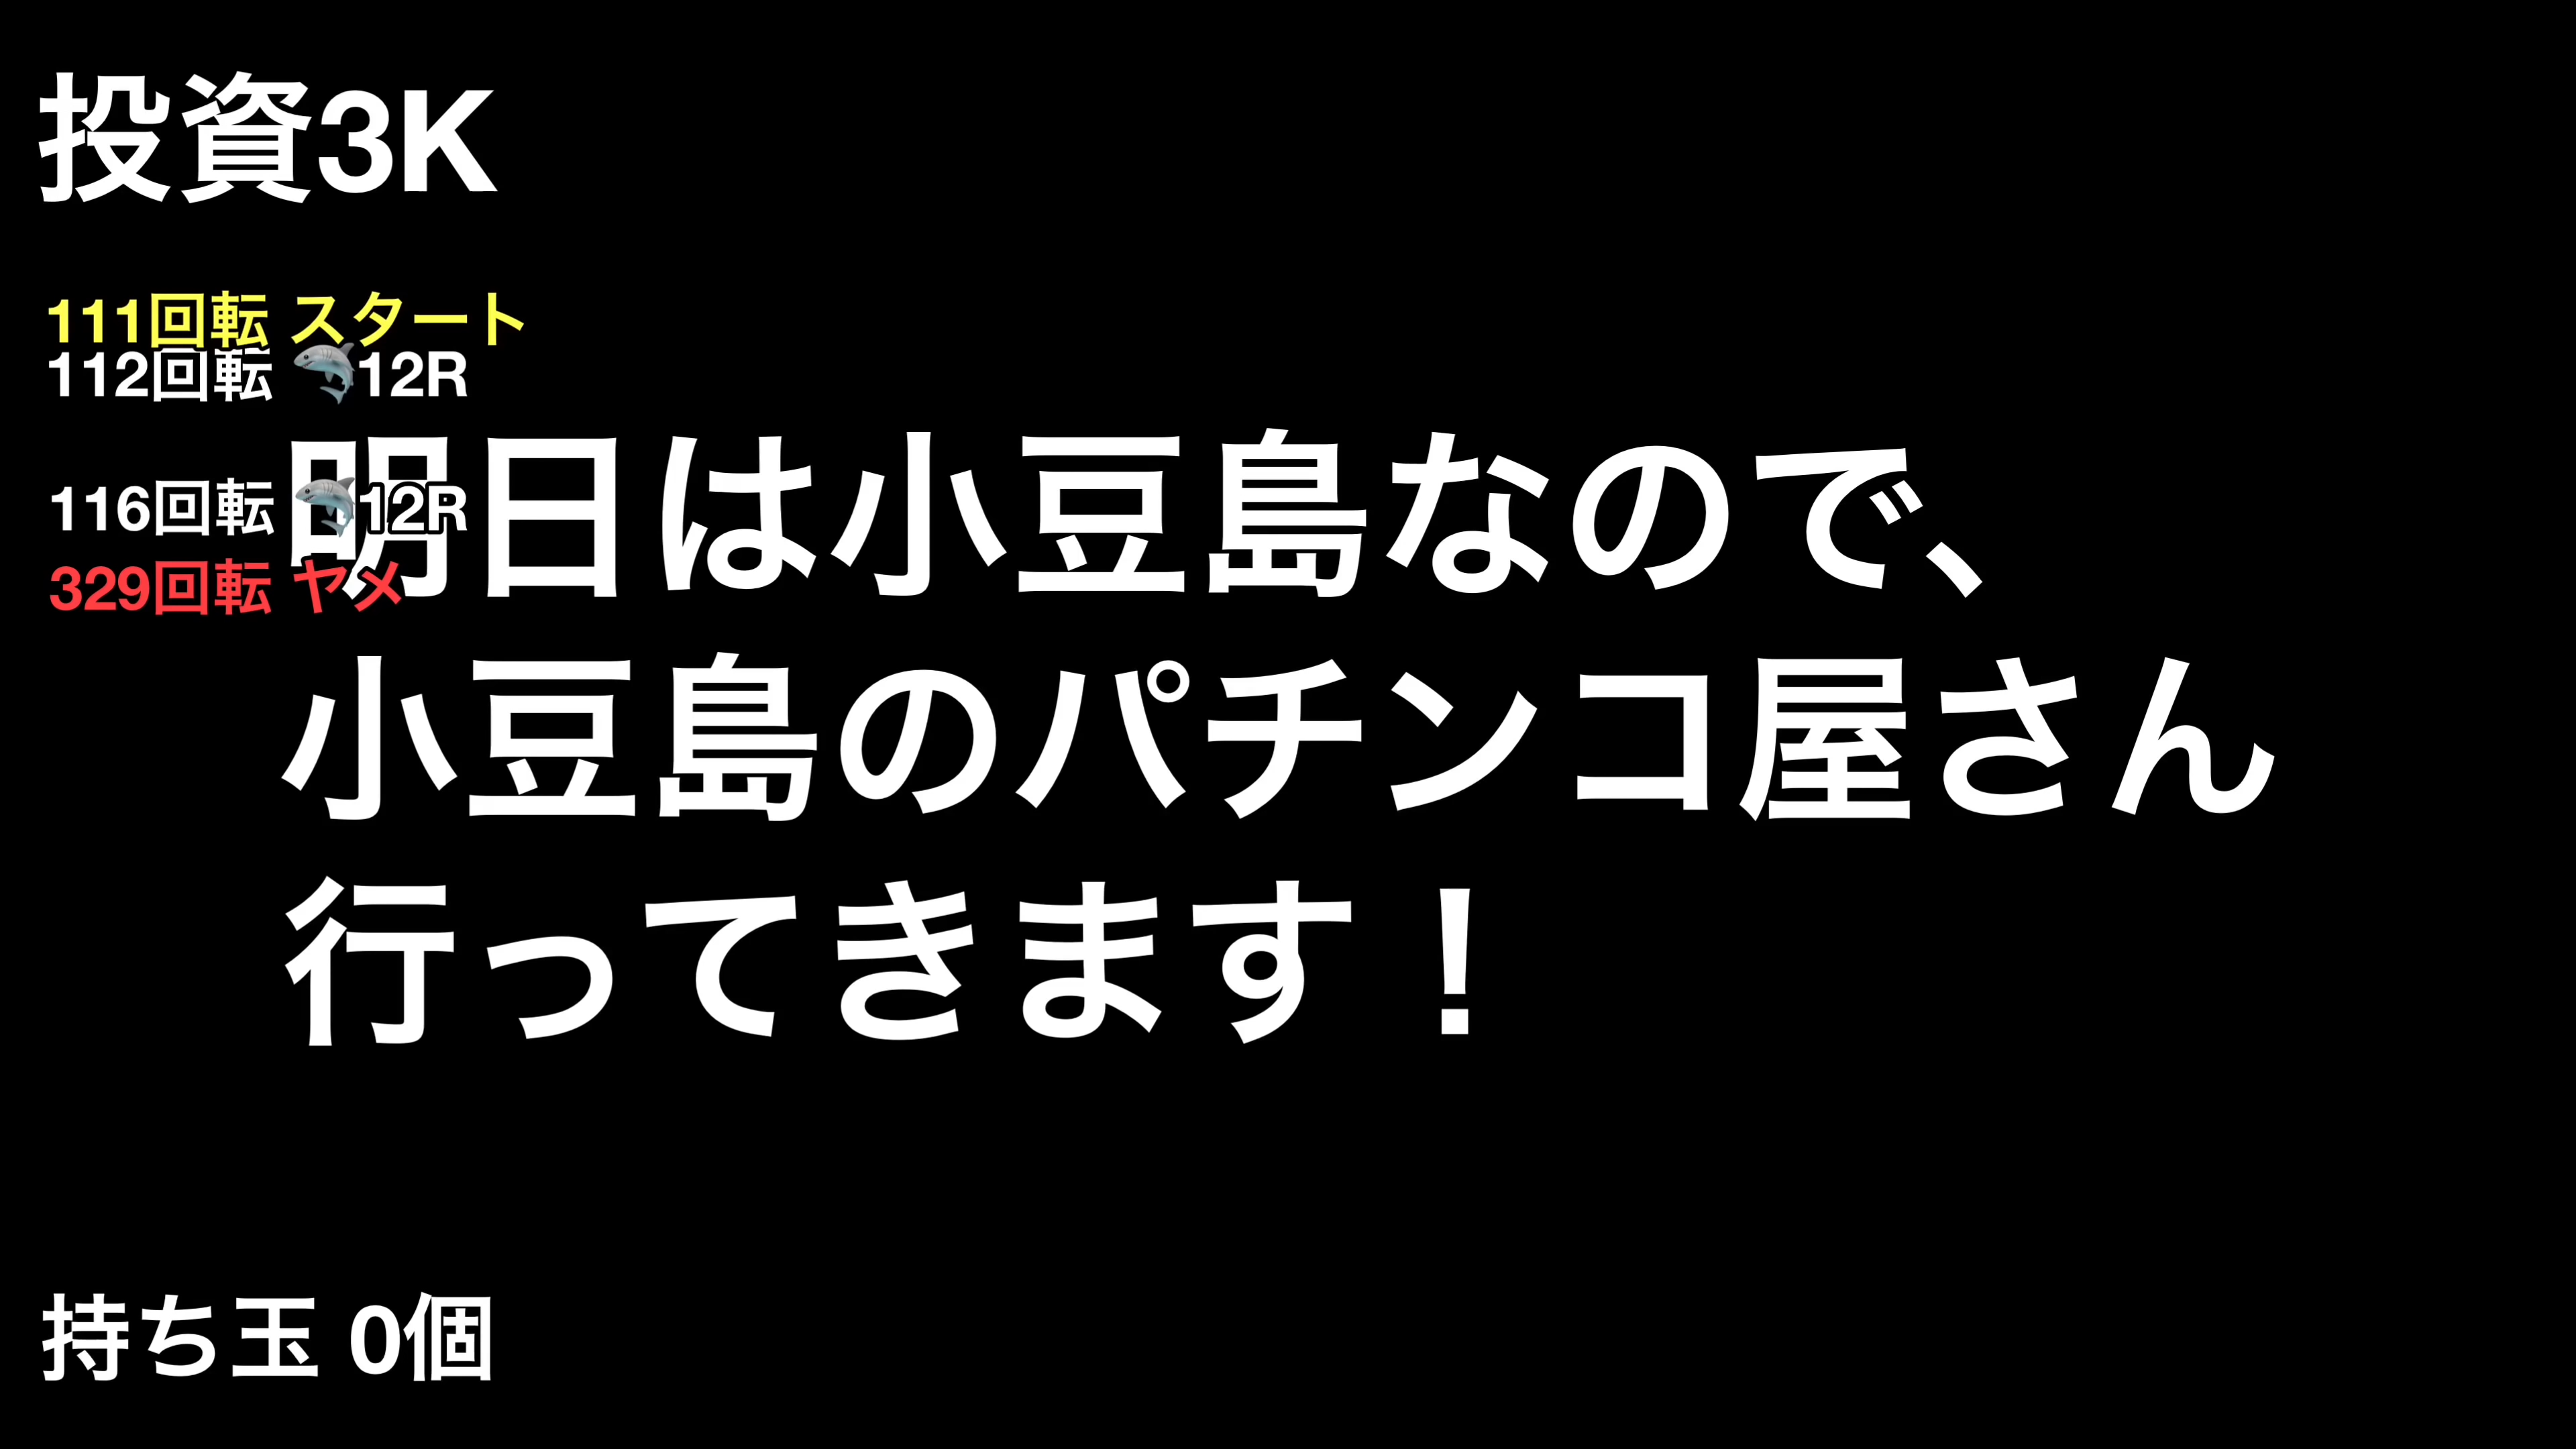 投資3K
111回転 スタート
112回転 🦈12R
116回転 🦈12R
329回転 ヤメ
明日は小豆島なので、
小豆島のパチンコ屋さん
行ってきます！
持ち玉 0個